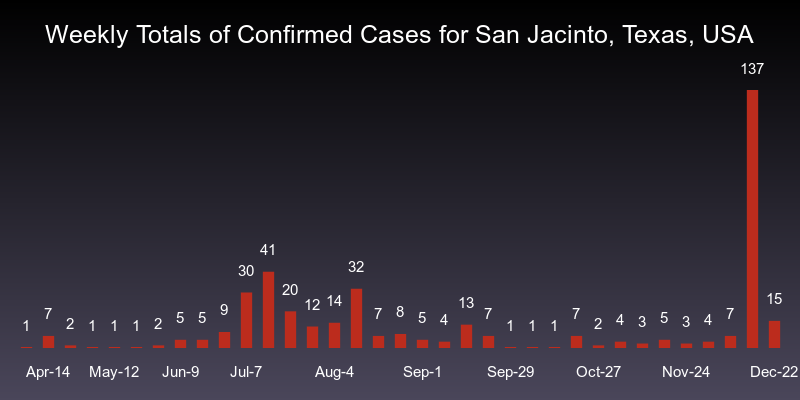 Weekly Totals of Confirmed Cases for San Jacinto, Texas, USA
1 7 2 1 1 1 2 5 5 9 30 41 20 12 14 32 7 8 5 4 13 7 1 1 1 7 2 4 3 5 3 4 7 137 15
Apr-14 May-12 Jun-9 Jul-7 Aug-4 Sep-1 Sep-29 Oct-27 Nov-24 Dec-22